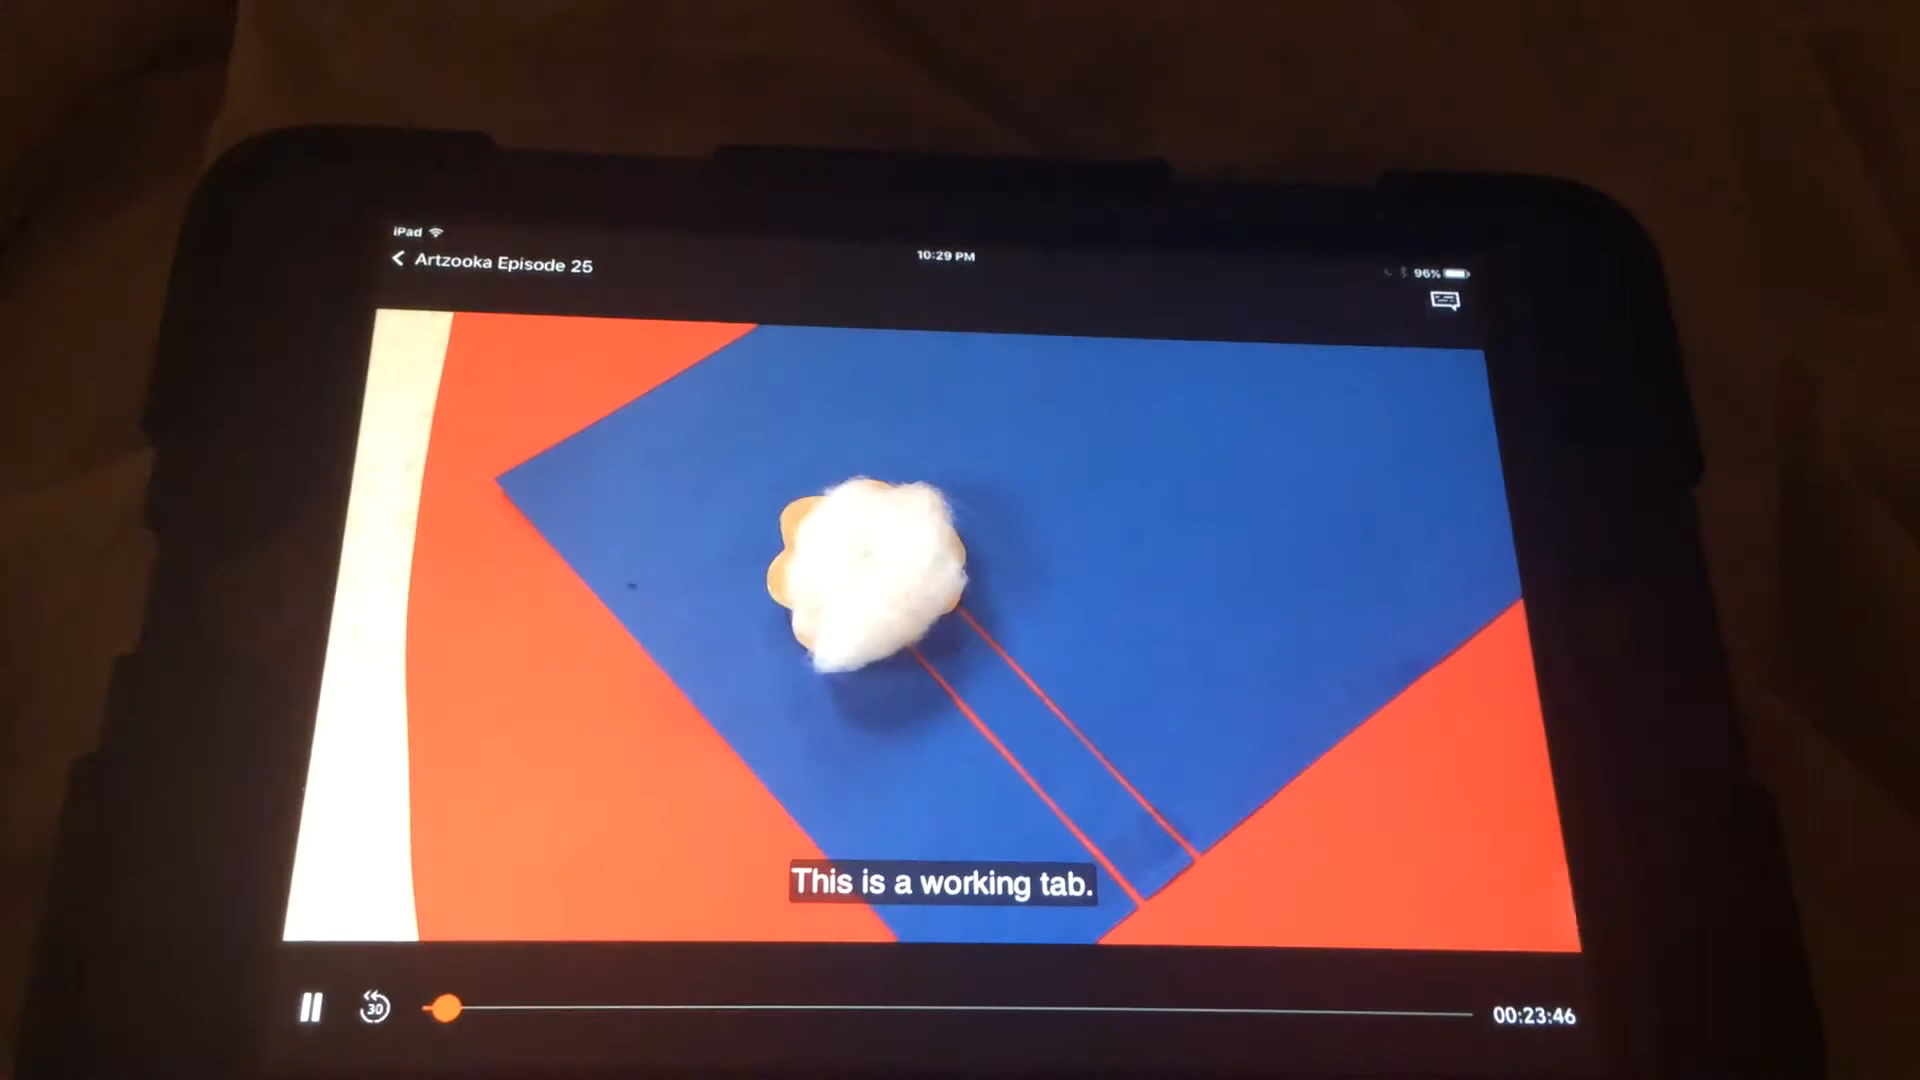 iPad
Artzooka Episode 25
10:29 PM
96%
This is a working tab.
30
00:23:46